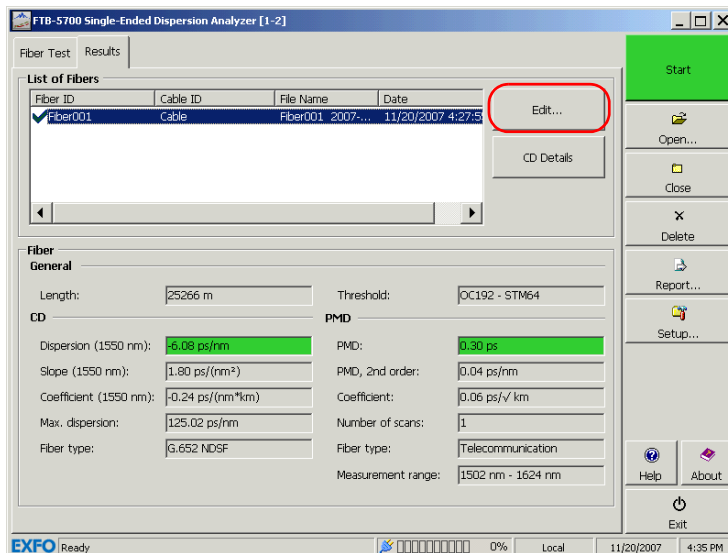 FTB-5700 Single-Ended Dispersion Analyzer [1-2]
Fiber Test Results
List of Fibers
Fiber ID Cable ID File Name Date
Fiber001 Cable Fiber001 2007-... 11/20/2007 4:27:5
Edit...
CD Details
Fiber
General
Length: 25266 m Threshold: OC192 - STM64
CD PMD
Dispersion (1550 nm): -6.08 ps/nm PMD: 0.30 ps
Slope (1550 nm): 1.80 ps/(nm²) PMD, 2nd order: 0.04 ps/nm
Coefficient (1550 nm): -0.24 ps/(nm*km) Coefficient: 0.06 ps/√ km
Max. dispersion: 125.02 ps/nm Number of scans: 1
Fiber type: G.652 NDSF Fiber type: Telecommunication
Measurement range: 1502 nm - 1624 nm
Start
Open...
Close
Delete
Report...
Setup...
Help About
Exit
EXFO Ready 0% Local 11/20/2007 4:35 PM